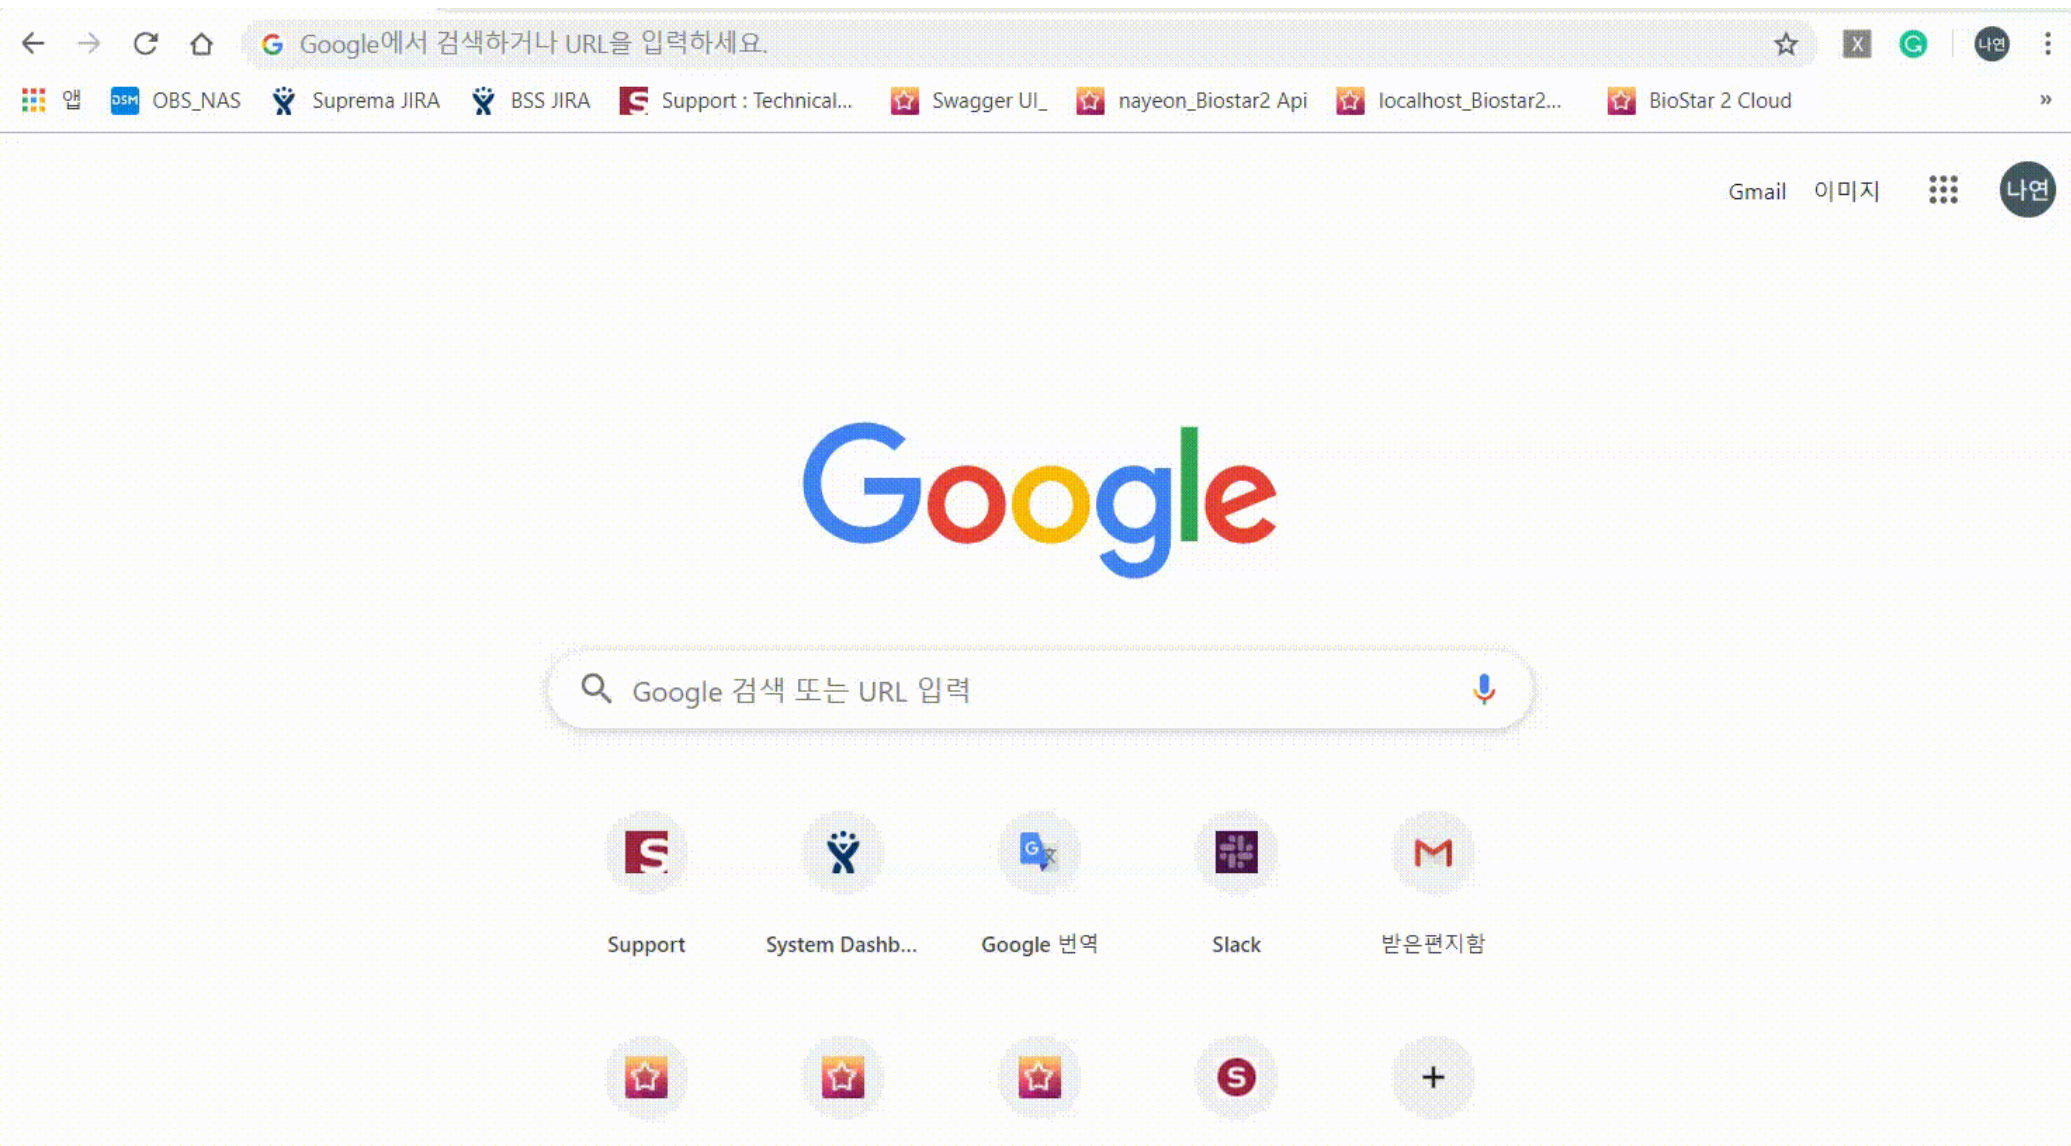 Google에서 검색하거나 URL을 입력하세요.
X
나연
앱 OBS_NAS Suprema JIRA BSS JIRA Support : Technical... Swagger UI_ nayeon_Biostar2 Api localhost_Biostar2... BioStar 2 Cloud »
Gmail 이미지 나연
Google
Google 검색 또는 URL 입력
Support System Dashb... Google 번역 Slack 받은편지함